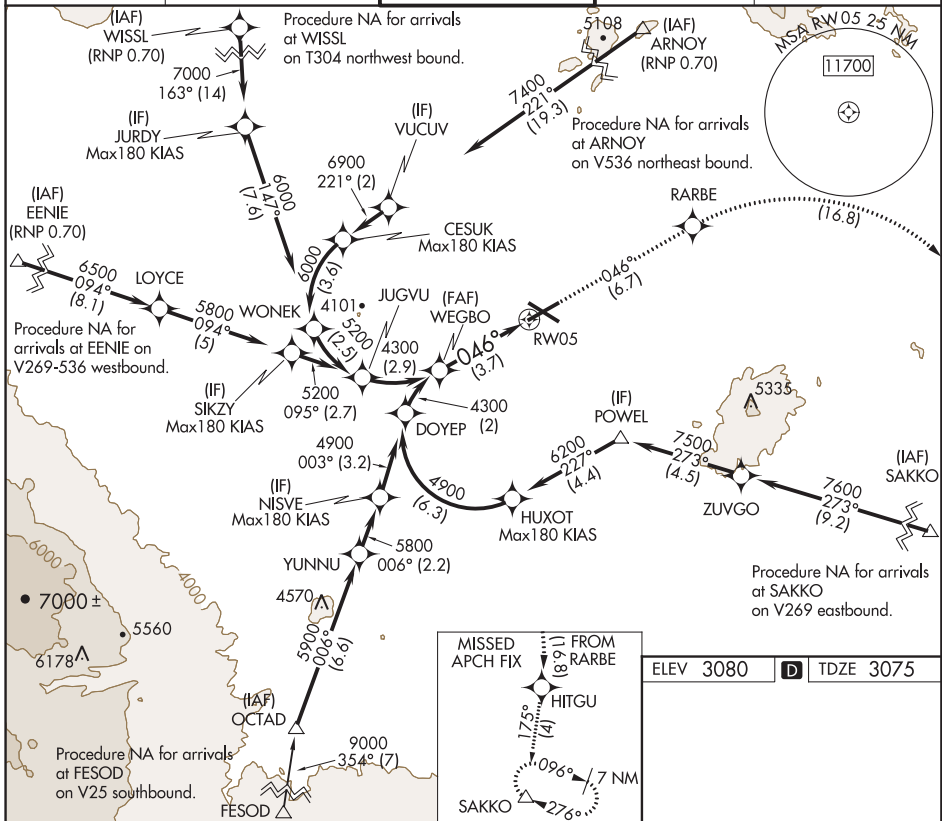 (IAF)
WISSL
(RNP 0.70)
Procedure NA for arrivals
at WISSL
on T304 northwest bound.
7000
163° (14)
(IF)
JURDY
Max180 KIAS
6000
147°
(7.6)
(IF)
VUCUV
6900
221° (2)
CESUK
Max180 KIAS
6000
(3.6)
5108
(IAF)
ARNOY
(RNP 0.70)
7400
221°
(19.3)
Procedure NA for arrivals
at ARNOY
on V536 northeast bound.
MSA RW05 25 NM
11700
RARBE
(16.8)
046°
(6.7)
(IAF)
EENIE
(RNP 0.70)
6500
094°
(8.1)
LOYCE
5800
094°
(5)
Procedure NA for
arrivals at EENIE on
V269-536 westbound.
WONEK
4101
5200
(2.5)
JUGVU
4300
(2.9)
(FAF)
WEGBO
046°
(3.7)
RW05
(IF)
SIKZY
Max180 KIAS
5200
095° (2.7)
DOYEP
4300
(2)
4900
003° (3.2)
(IF)
NISVE
Max180 KIAS
4900
(6.3)
HUXOT
Max180 KIAS
6200
227°
(4.4)
(IF)
POWEL
7500
273°
(4.5)
5335
ZUVGO
7600
273°
(9.2)
(IAF)
SAKKO
Procedure NA for arrivals
at SAKKO
on V269 eastbound.
YUNNU
5800
006° (2.2)
4570
5900
006°
(6.6)
6000
4000
7000 ±
5560
6178
(IAF)
OCTAD
9000
354° (7)
FESOD
Procedure NA for arrivals
at FESOD
on V25 southbound.
MISSED
APCH FIX
FROM
RARBE
(16.8)
HITGU
175°
(4)
096°
7 NM
SAKKO
276°
ELEV 3080
D
TDZE 3075